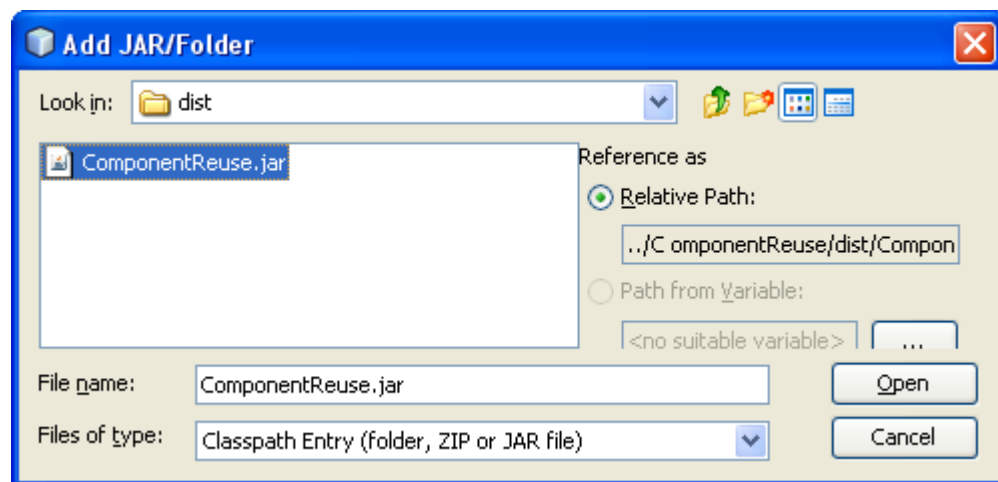 Add JAR/Folder
Look in:
dist
ComponentReuse.jar
Reference as
Relative Path:
../C omponentReuse/dist/Compon
Path from Variable:
<no suitable variable>
...
File name:
ComponentReuse.jar
Open
Files of type:
Classpath Entry (folder, ZIP or JAR file)
Cancel